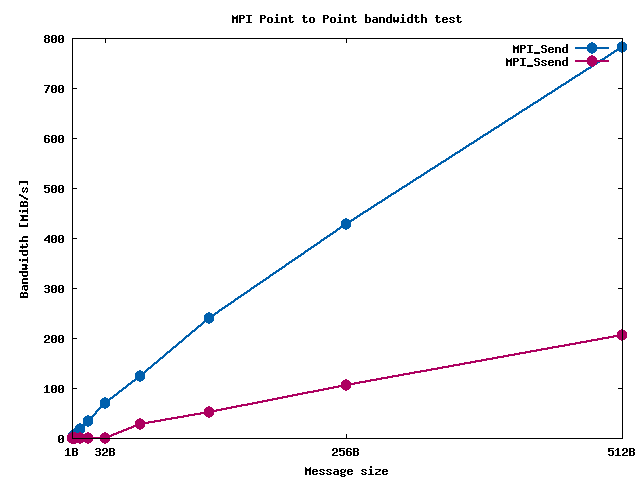 MPI Point to Point bandwidth test
MPI_Send
MPI_Ssend
Bandwidth [MiB/s]
800
700
600
500
400
300
200
100
0
1B 32B 256B 512B
Message size